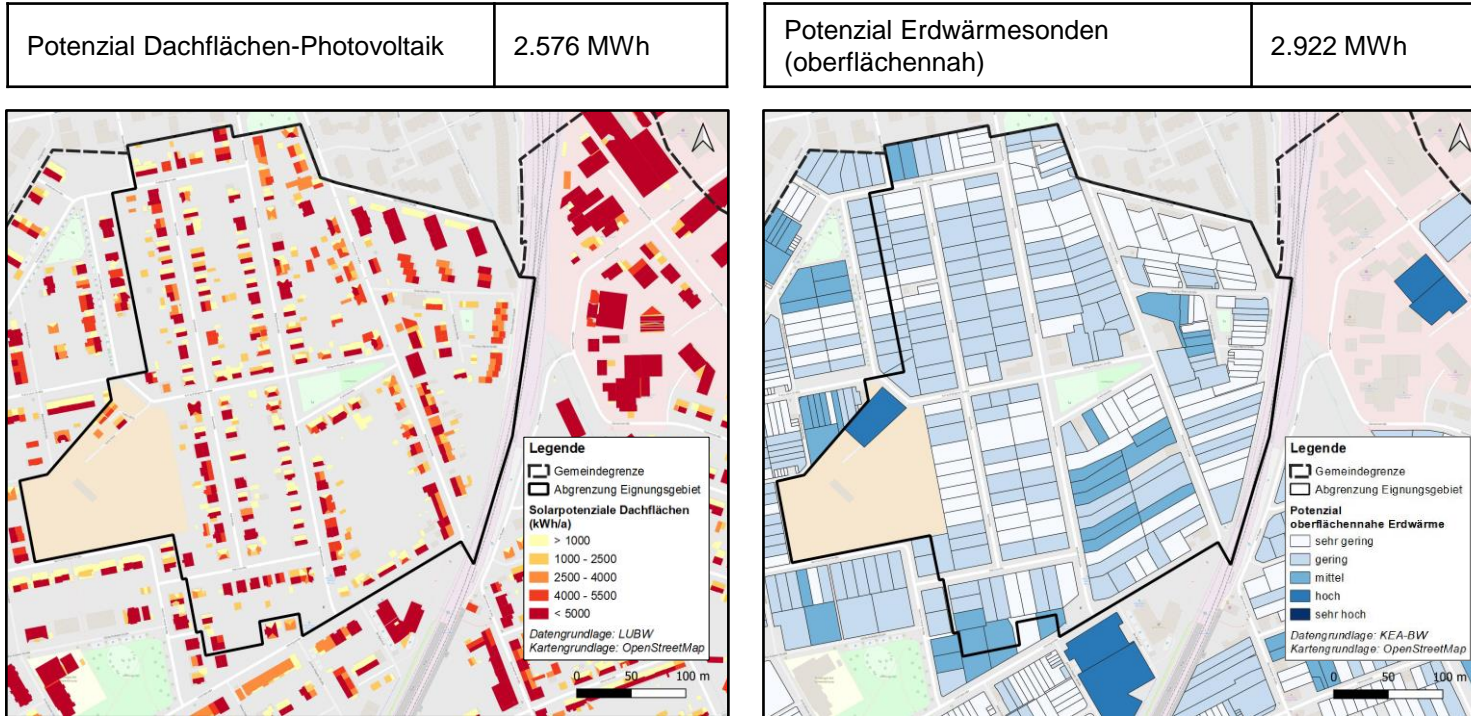 Potenzial Dachflächen-Photovoltaik
2.576 MWh
Potenzial Erdwärmesonden
(oberflächennah)
2.922 MWh
Legende
Gemeindegrenze
Abgrenzung Eignungsgebiet
Solarpotenziale Dachflächen
(kWh/a)
> 1000
1000 - 2500
2500 - 4000
4000 - 5500
< 5000
Datengrundlage: LUBW
Kartengrundlage: OpenStreetMap
0 50 100 m
Legende
Gemeindegrenze
Abgrenzung Eignungsgebiet
Potenzial
oberflächennahe Erdwärme
sehr gering
gering
mittel
hoch
sehr hoch
Datengrundlage: KEA-BW
Kartengrundlage: OpenStreetMap
0 50 100 m